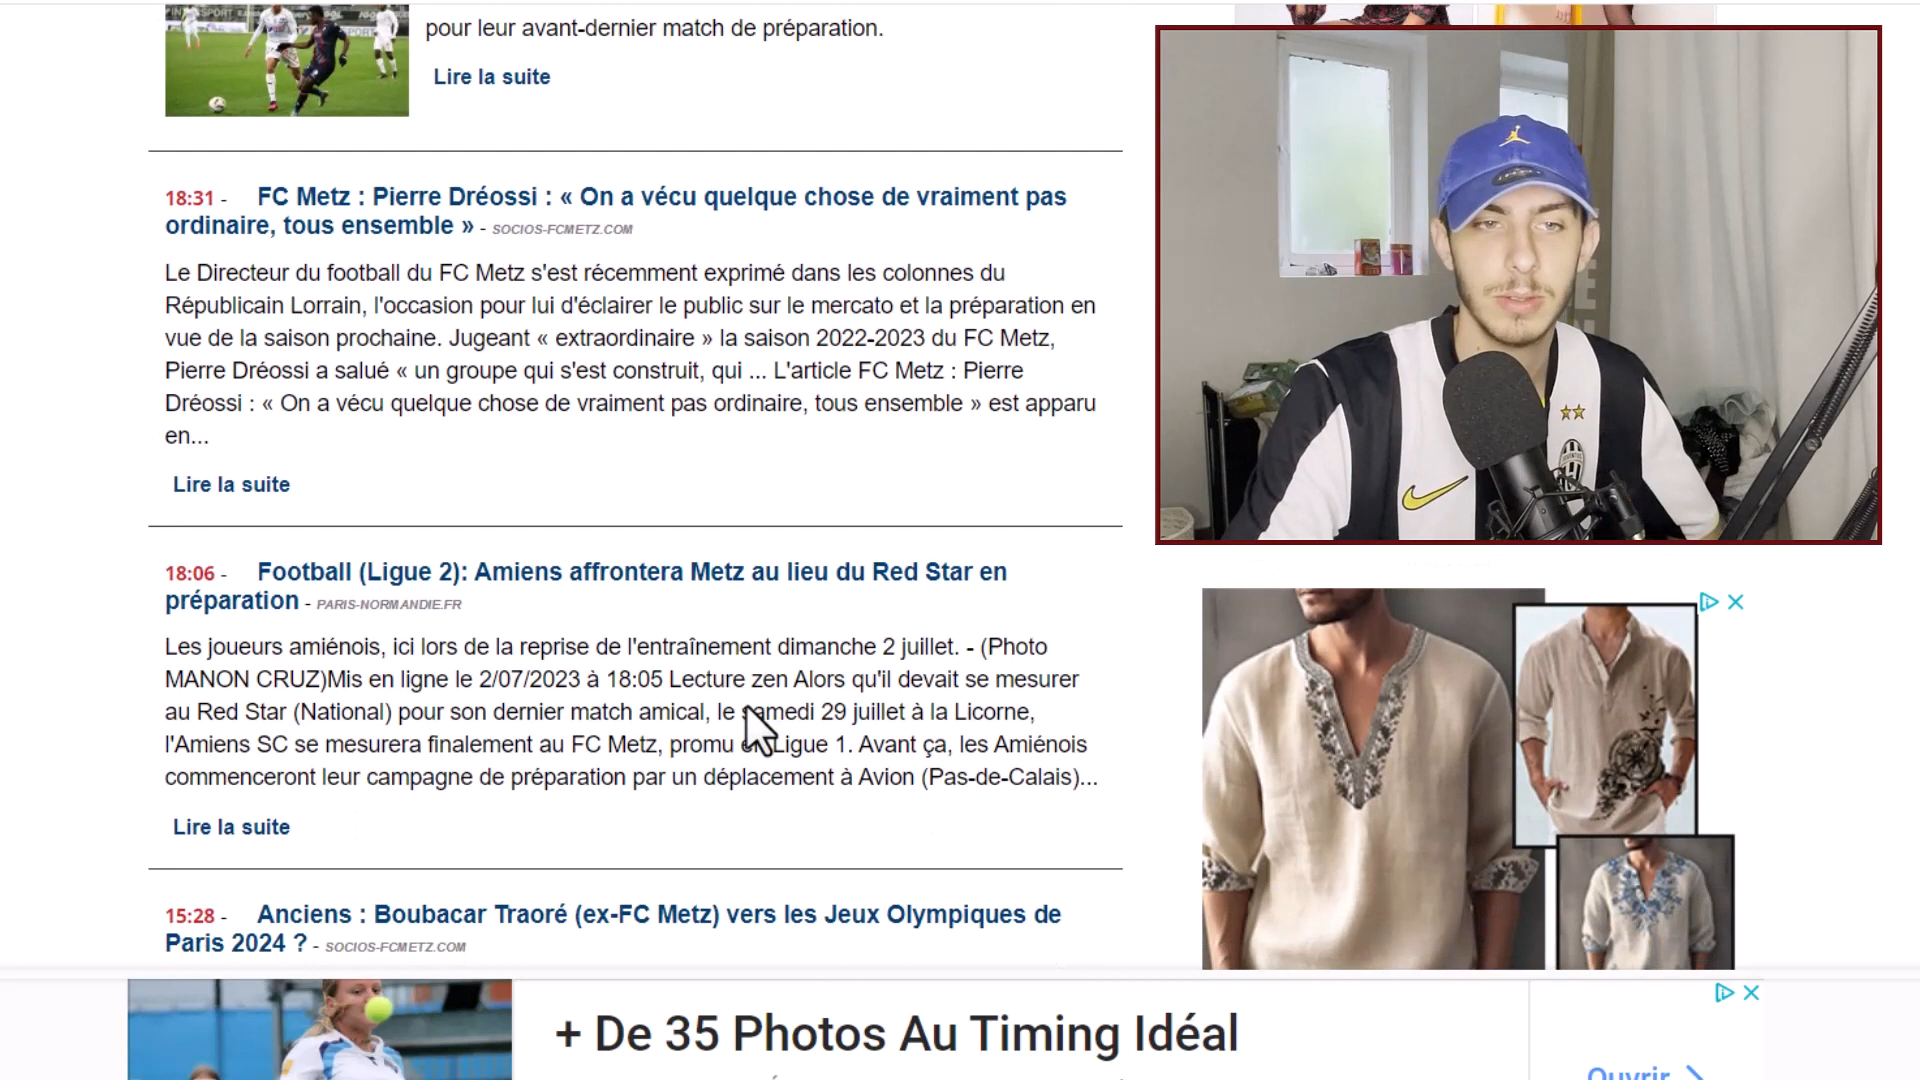 pour leur avant-dernier match de préparation.
Lire la suite
18:31 - FC Metz : Pierre Dréossi : « On a vécu quelque chose de vraiment pas
ordinaire, tous ensemble » - SOCIOS-FCMETZ.COM
Le Directeur du football du FC Metz s'est récemment exprimé dans les colonnes du
Républicain Lorrain, l'occasion pour lui d'éclairer le public sur le mercato et la préparation en
vue de la saison prochaine. Jugeant « extraordinaire » la saison 2022-2023 du FC Metz,
Pierre Dréossi a salué « un groupe qui s'est construit, qui ... L'article FC Metz : Pierre
Dréossi : « On a vécu quelque chose de vraiment pas ordinaire, tous ensemble » est apparu
en...
Lire la suite
18:06 - Football (Ligue 2): Amiens affrontera Metz au lieu du Red Star en
préparation - PARIS-NORMANDIE.FR
Les joueurs amiénois, ici lors de la reprise de l'entraînement dimanche 2 juillet. - (Photo
MANON CRUZ)Mis en ligne le 2/07/2023 à 18:05 Lecture zen Alors qu'il devait se mesurer
au Red Star (National) pour son dernier match amical, le samedi 29 juillet à la Licorne,
l'Amiens SC se mesurera finalement au FC Metz, promu en Ligue 1. Avant ça, les Amiénois
commenceront leur campagne de préparation par un déplacement à Avion (Pas-de-Calais)...
Lire la suite
15:28 - Anciens : Boubacar Traoré (ex-FC Metz) vers les Jeux Olympiques de
Paris 2024 ? - SOCIOS-FCMETZ.COM
+ De 35 Photos Au Timing Idéal
Ouvrir